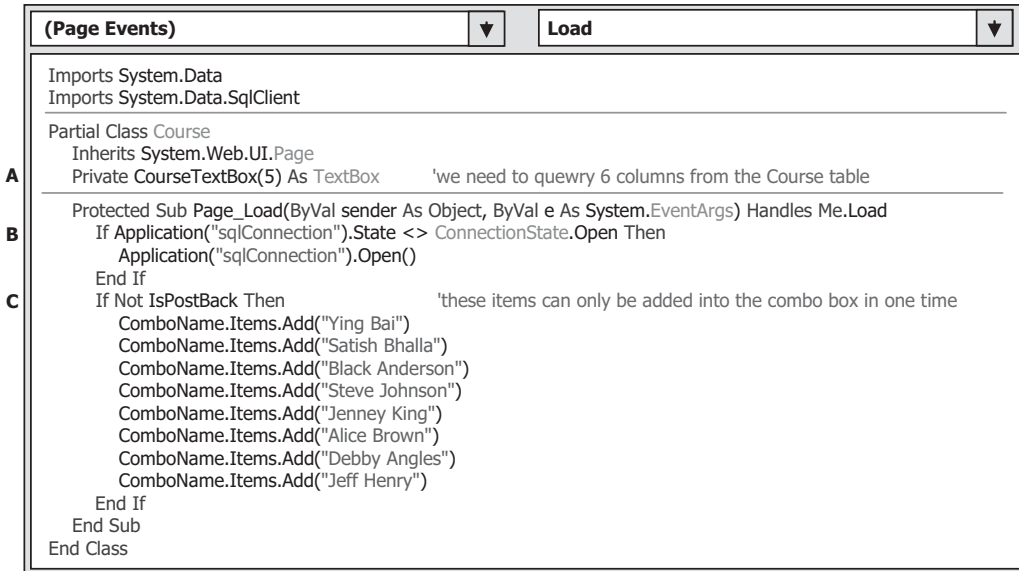 (Page Events) Load
Imports System.Data
Imports System.Data.SqlClient
Partial Class Course
Inherits System.Web.UI.Page
A Private CourseTextBox(5) As TextBox 'we need to quewry 6 columns from the Course table
Protected Sub Page_Load(ByVal sender As Object, ByVal e As System.EventArgs) Handles Me.Load
B If Application("sqlConnection").State <> ConnectionState.Open Then
Application("sqlConnection").Open()
End If
C If Not IsPostBack Then 'these items can only be added into the combo box in one time
ComboName.Items.Add("Ying Bai")
ComboName.Items.Add("Satish Bhalla")
ComboName.Items.Add("Black Anderson")
ComboName.Items.Add("Steve Johnson")
ComboName.Items.Add("Jenney King")
ComboName.Items.Add("Alice Brown")
ComboName.Items.Add("Debby Angles")
ComboName.Items.Add("Jeff Henry")
End If
End Sub
End Class